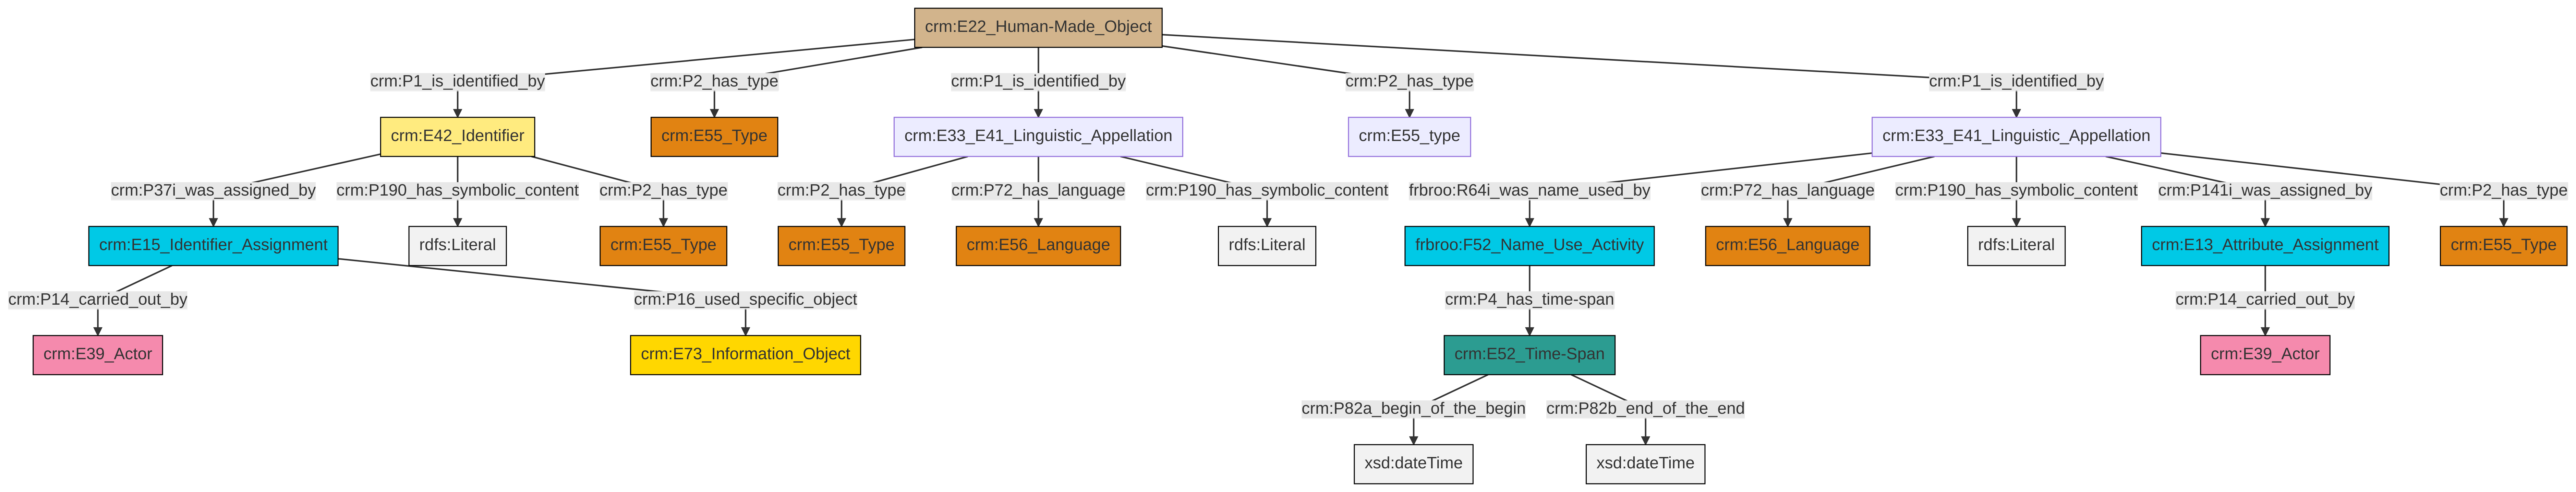 crm:E22_Human-Made_Object
crm:P1_is_identified_by
crm:P2_has_type
crm:P1_is_identified_by
crm:P2_has_type
crm:P1_is_identified_by
crm:E42_Identifier
crm:E55_Type
crm:E33_E41_Linguistic_Appellation
crm:E55_type
crm:E33_E41_Linguistic_Appellation
crm:P37i_was_assigned_by
crm:P190_has_symbolic_content
crm:P2_has_type
crm:P2_has_type
crm:P72_has_language
crm:P190_has_symbolic_content
frbroo:R64i_was_name_used_by
crm:P72_has_language
crm:P190_has_symbolic_content
crm:P141i_was_assigned_by
crm:P2_has_type
crm:E15_Identifier_Assignment
rdfs:Literal
crm:E55_Type
crm:E55_Type
crm:E56_Language
rdfs:Literal
frbroo:F52_Name_Use_Activity
crm:E56_Language
rdfs:Literal
crm:E13_Attribute_Assignment
crm:E55_Type
crm:P14_carried_out_by
crm:P16_used_specific_object
crm:P4_has_time-span
crm:P14_carried_out_by
crm:E39_Actor
crm:E73_Information_Object
crm:E52_Time-Span
crm:E39_Actor
crm:P82a_begin_of_the_begin
crm:P82b_end_of_the_end
xsd:dateTime
xsd:dateTime